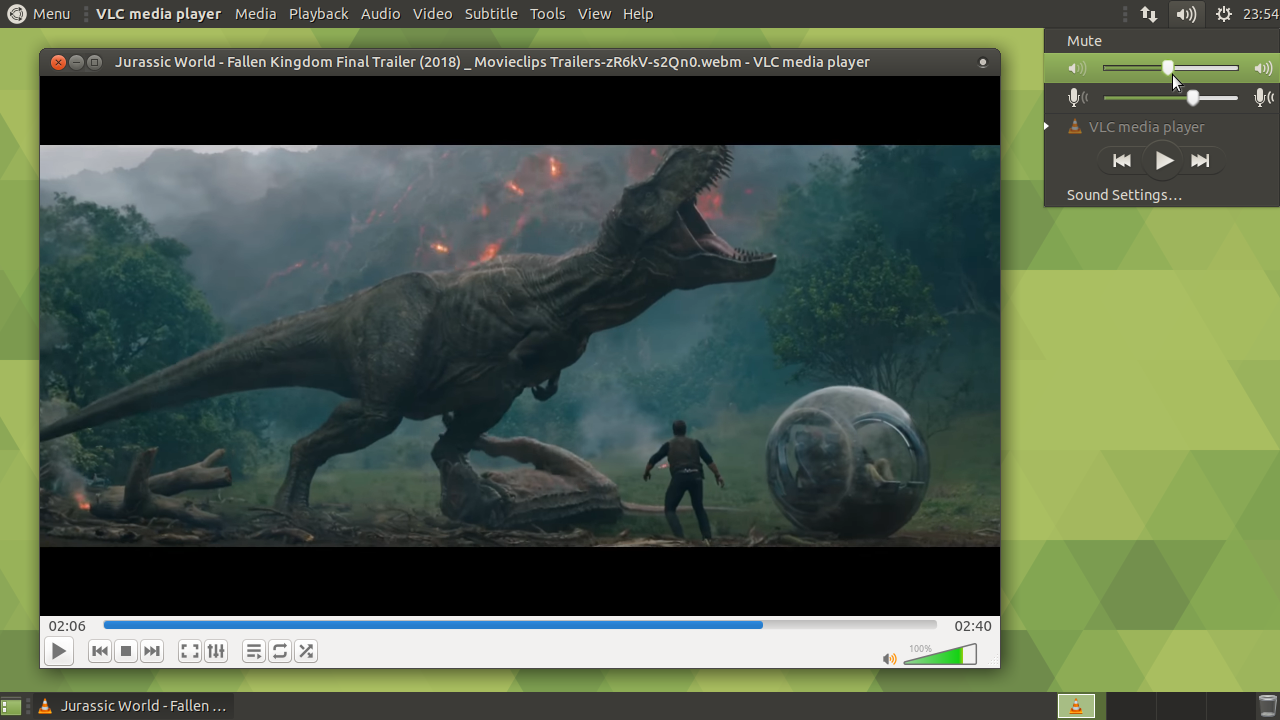 Menu VLC media player Media Playback Audio Video Subtitle Tools View Help 23:54
Jurassic World - Fallen Kingdom Final Trailer (2018) _ Movieclips Trailers-zR6kV-s2Qn0.webm - VLC media player
Mute
VLC media player
Sound Settings…
02:06 02:40
100%
Jurassic World - Fallen …